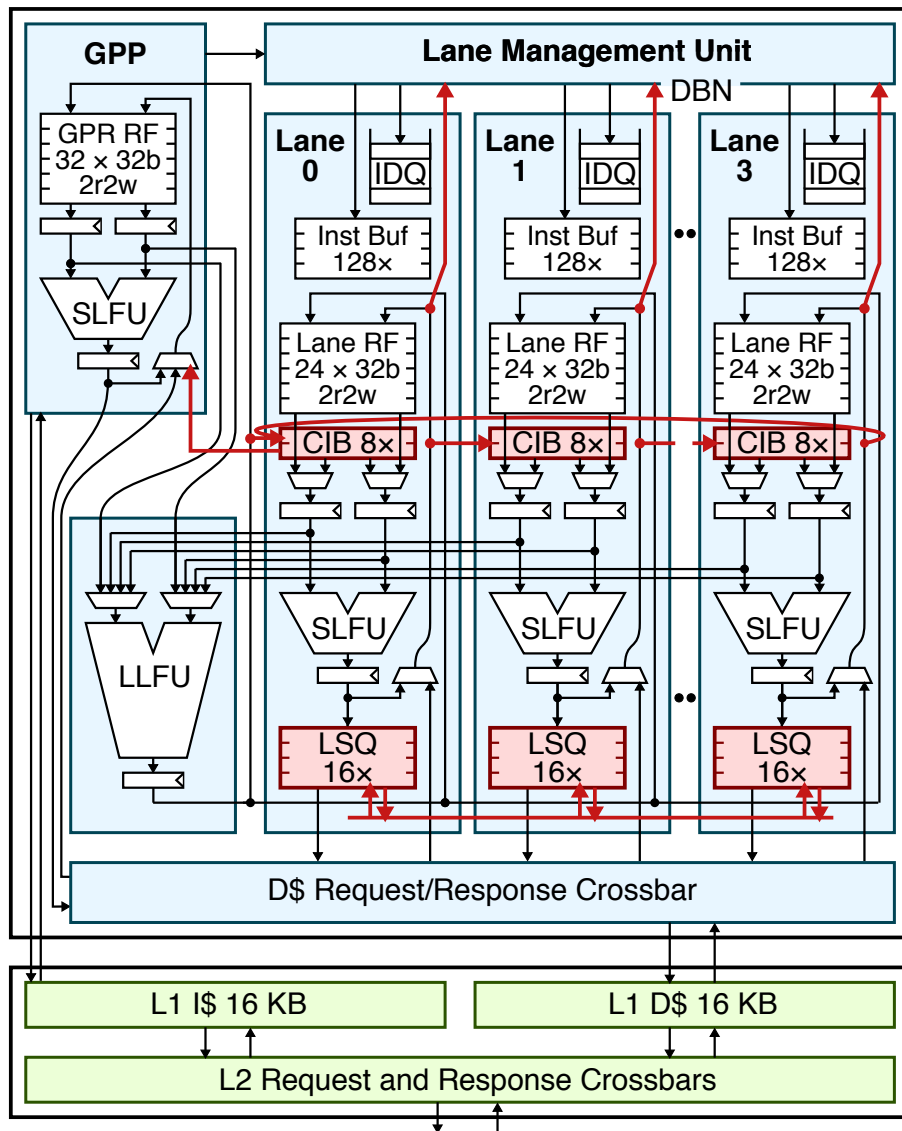 GPP
Lane Management Unit
DBN
GPR RF
32 × 32b
2r2w
SLFU
Lane
0
IDQ
Inst Buf
128×
Lane RF
24 × 32b
2r2w
CIB 8×
SLFU
LSQ
16×
Lane
1
IDQ
Inst Buf
128×
Lane RF
24 × 32b
2r2w
CIB 8×
SLFU
LSQ
16×
Lane
3
IDQ
Inst Buf
128×
Lane RF
24 × 32b
2r2w
CIB 8×
SLFU
LSQ
16×
LLFU
D$ Request/Response Crossbar
L1 I$ 16 KB
L1 D$ 16 KB
L2 Request and Response Crossbars